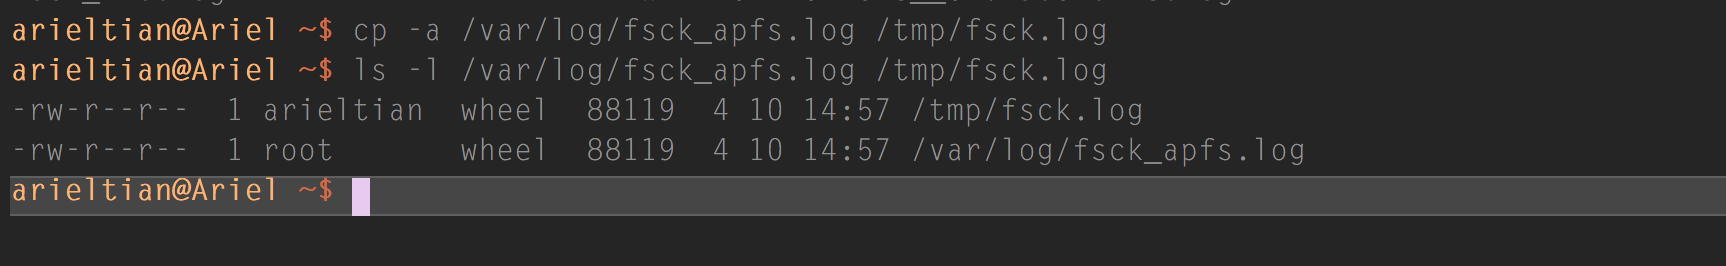 arieltian@Ariel ~$ cp -a /var/log/fsck_apfs.log /tmp/fsck.log
arieltian@Ariel ~$ ls -l /var/log/fsck_apfs.log /tmp/fsck.log
-rw-r--r--  1 arieltian  wheel  88119  4 10 14:57 /tmp/fsck.log
-rw-r--r--  1 root       wheel  88119  4 10 14:57 /var/log/fsck_apfs.log
arieltian@Ariel ~$